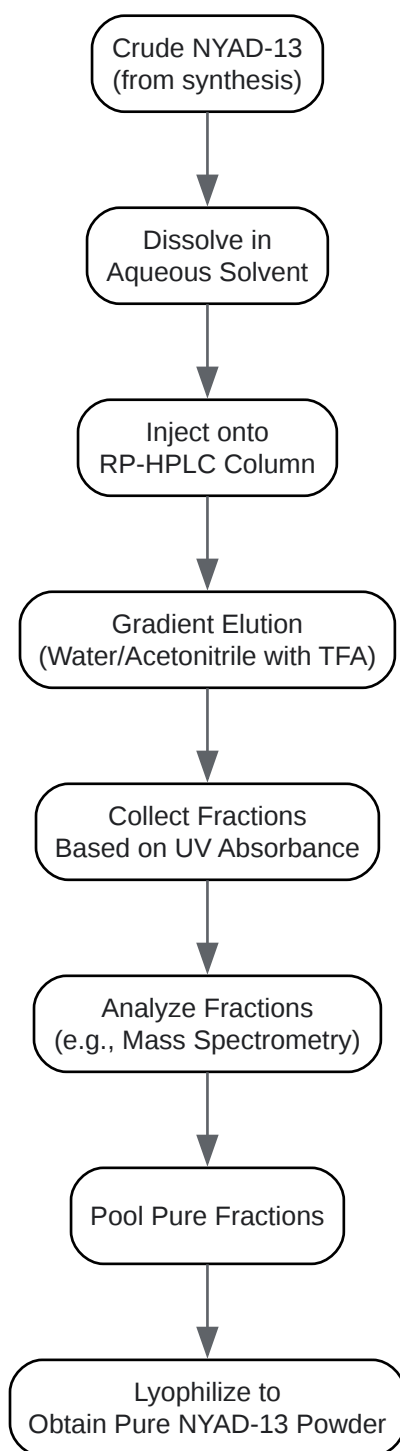 Crude NYAD-13
(from synthesis)
Dissolve in
Aqueous Solvent
Inject onto
RP-HPLC Column
Gradient Elution
(Water/Acetonitrile with TFA)
Collect Fractions
Based on UV Absorbance
Analyze Fractions
(e.g., Mass Spectrometry)
Pool Pure Fractions
Lyophilize to
Obtain Pure NYAD-13 Powder